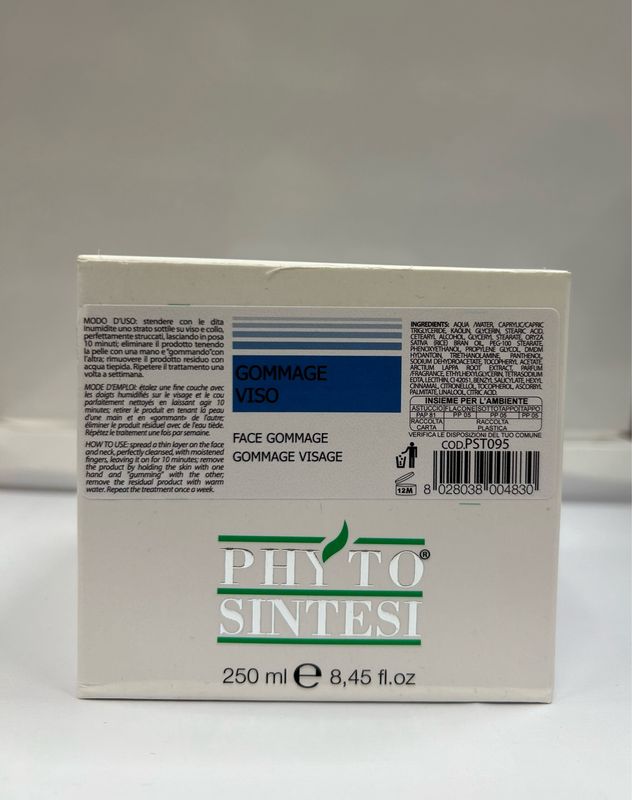 MODO D'USO: stendere con le dita
inumidite uno strato sottile su viso e collo,
perfettamente struccati, lasciando in posa
10 minuti; eliminare il prodotto tenendo
la pelle con una mano e "gommando" con
l'altra; rimuovere il prodotto residuo con
acqua tiepida. Ripetere il trattamento una
volta a settimana.
MODE D'EMPLOI: étalez une fine couche avec
les doigts humidifiés sur le visage et le cou
parfaitement nettoyés en laissant agir 10
minutes; retirer le produit en tenant la peau
d'une main et en «gommant» de l'autre;
éliminer le produit résiduel avec de l'eau tiède.
Répétez le traitement une fois par semaine.
HOW TO USE: spread a thin layer on the face
and neck, perfectly cleansed, with moistened
fingers, leaving it on for 10 minutes; remove
the product by holding the skin with one
hand and "gumming" with the other;
remove the residual product with warm
water. Repeat the treatment once a week.
GOMMAGE
VISO
FACE GOMMAGE
GOMMAGE VISAGE
INGREDIENTS: AQUA /WATER, CAPRYLIC/CAPRIC
TRIGLYCERIDE, KAOLIN, GLYCERIN, STEARIC ACID,
CETEARYL ALCOHOL, GLYCERYL STEARATE, ORYZA
SATIVA (RICE) BRAN OIL, PEG-100 STEARATE,
PHENOXYETHANOL, PROPYLENE GLYCOL, DMDM
HYDANTOIN, TRIETHANOLAMINE, PANTHENOL,
SODIUM DEHYDROACETATE, TOCOPHERYL ACETATE,
ARCTIUM LAPPA ROOT EXTRACT, PARFUM
/FRAGRANCE, ETHYLHEXYLGLYCERIN, TETRASODIUM
EDTA, LECITHIN, CI 42051, BENZYL SALICYLATE, HEXYL
CINNAMAL, CITRONELLOL, TOCOPHEROL, ASCORBYL
PALMITATE, LINALOOL, CITRIC ACID.
INSIEME PER L'AMBIENTE
ASTUCCIO FLACONE SOTTOTAPPO TAPPO
PAP 81 PP 05 PP 05 PP 05
RACCOLTA RACCOLTA
CARTA PLASTICA
VERIFICA LE DISPOSIZIONI DEL TUO COMUNE
COD. PST095
12M
8 028038 004830
PHYTO®
SINTESI
250 ml e 8,45 fl.oz